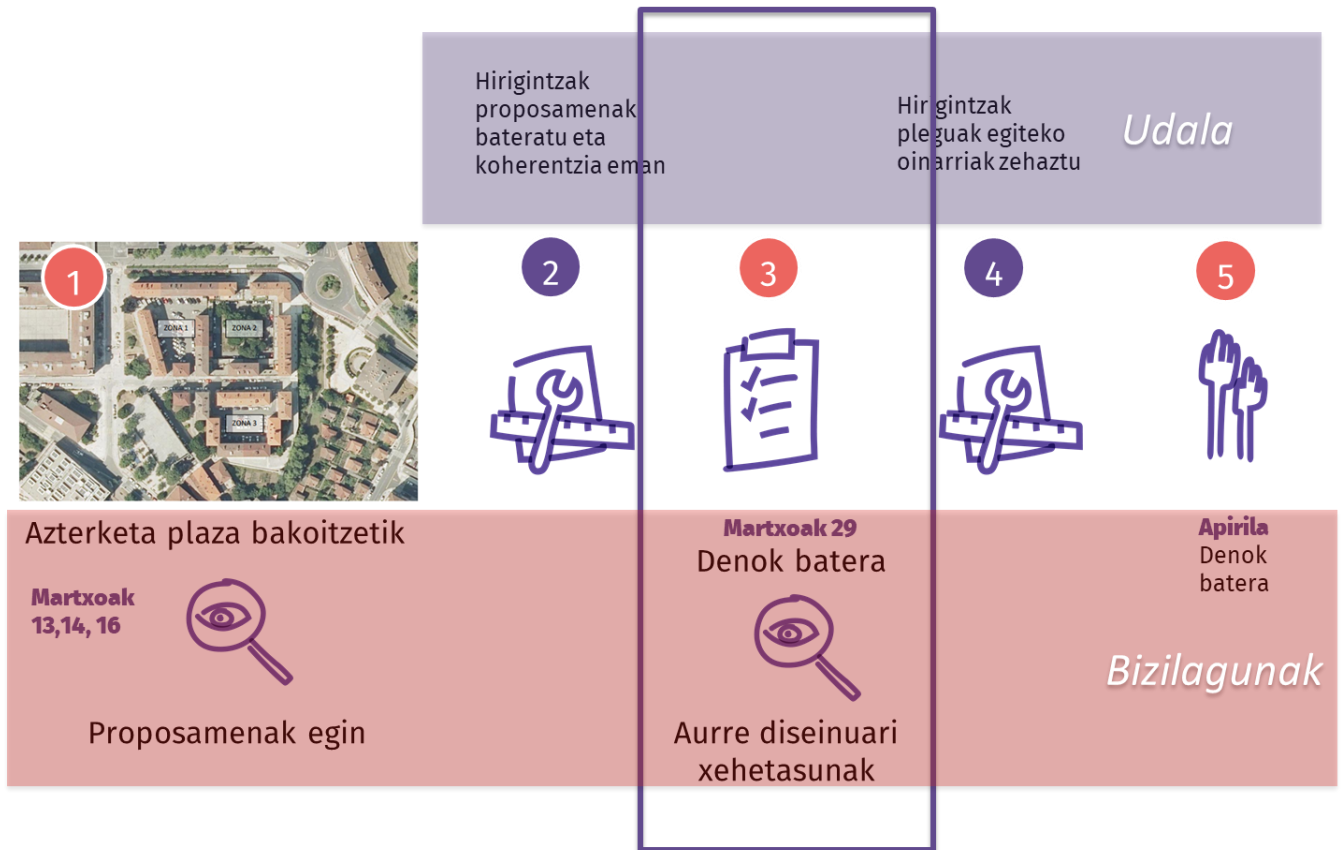 Hirigintzak
proposamenak
bateratu eta
koherentzia eman
Hirigintzak
pleguak egiteko
oinarriak zehaztu
Udala
1
2
3
4
5
ZONA 1
ZONA 2
ZONA 3
Azterketa plaza bakoitzetik
Martxoak
13,14, 16
Proposamenak egin
Martxoak 29
Denok batera
Aurre diseinuari
xehetasunak
Apirila
Denok
batera
Bizilagunak